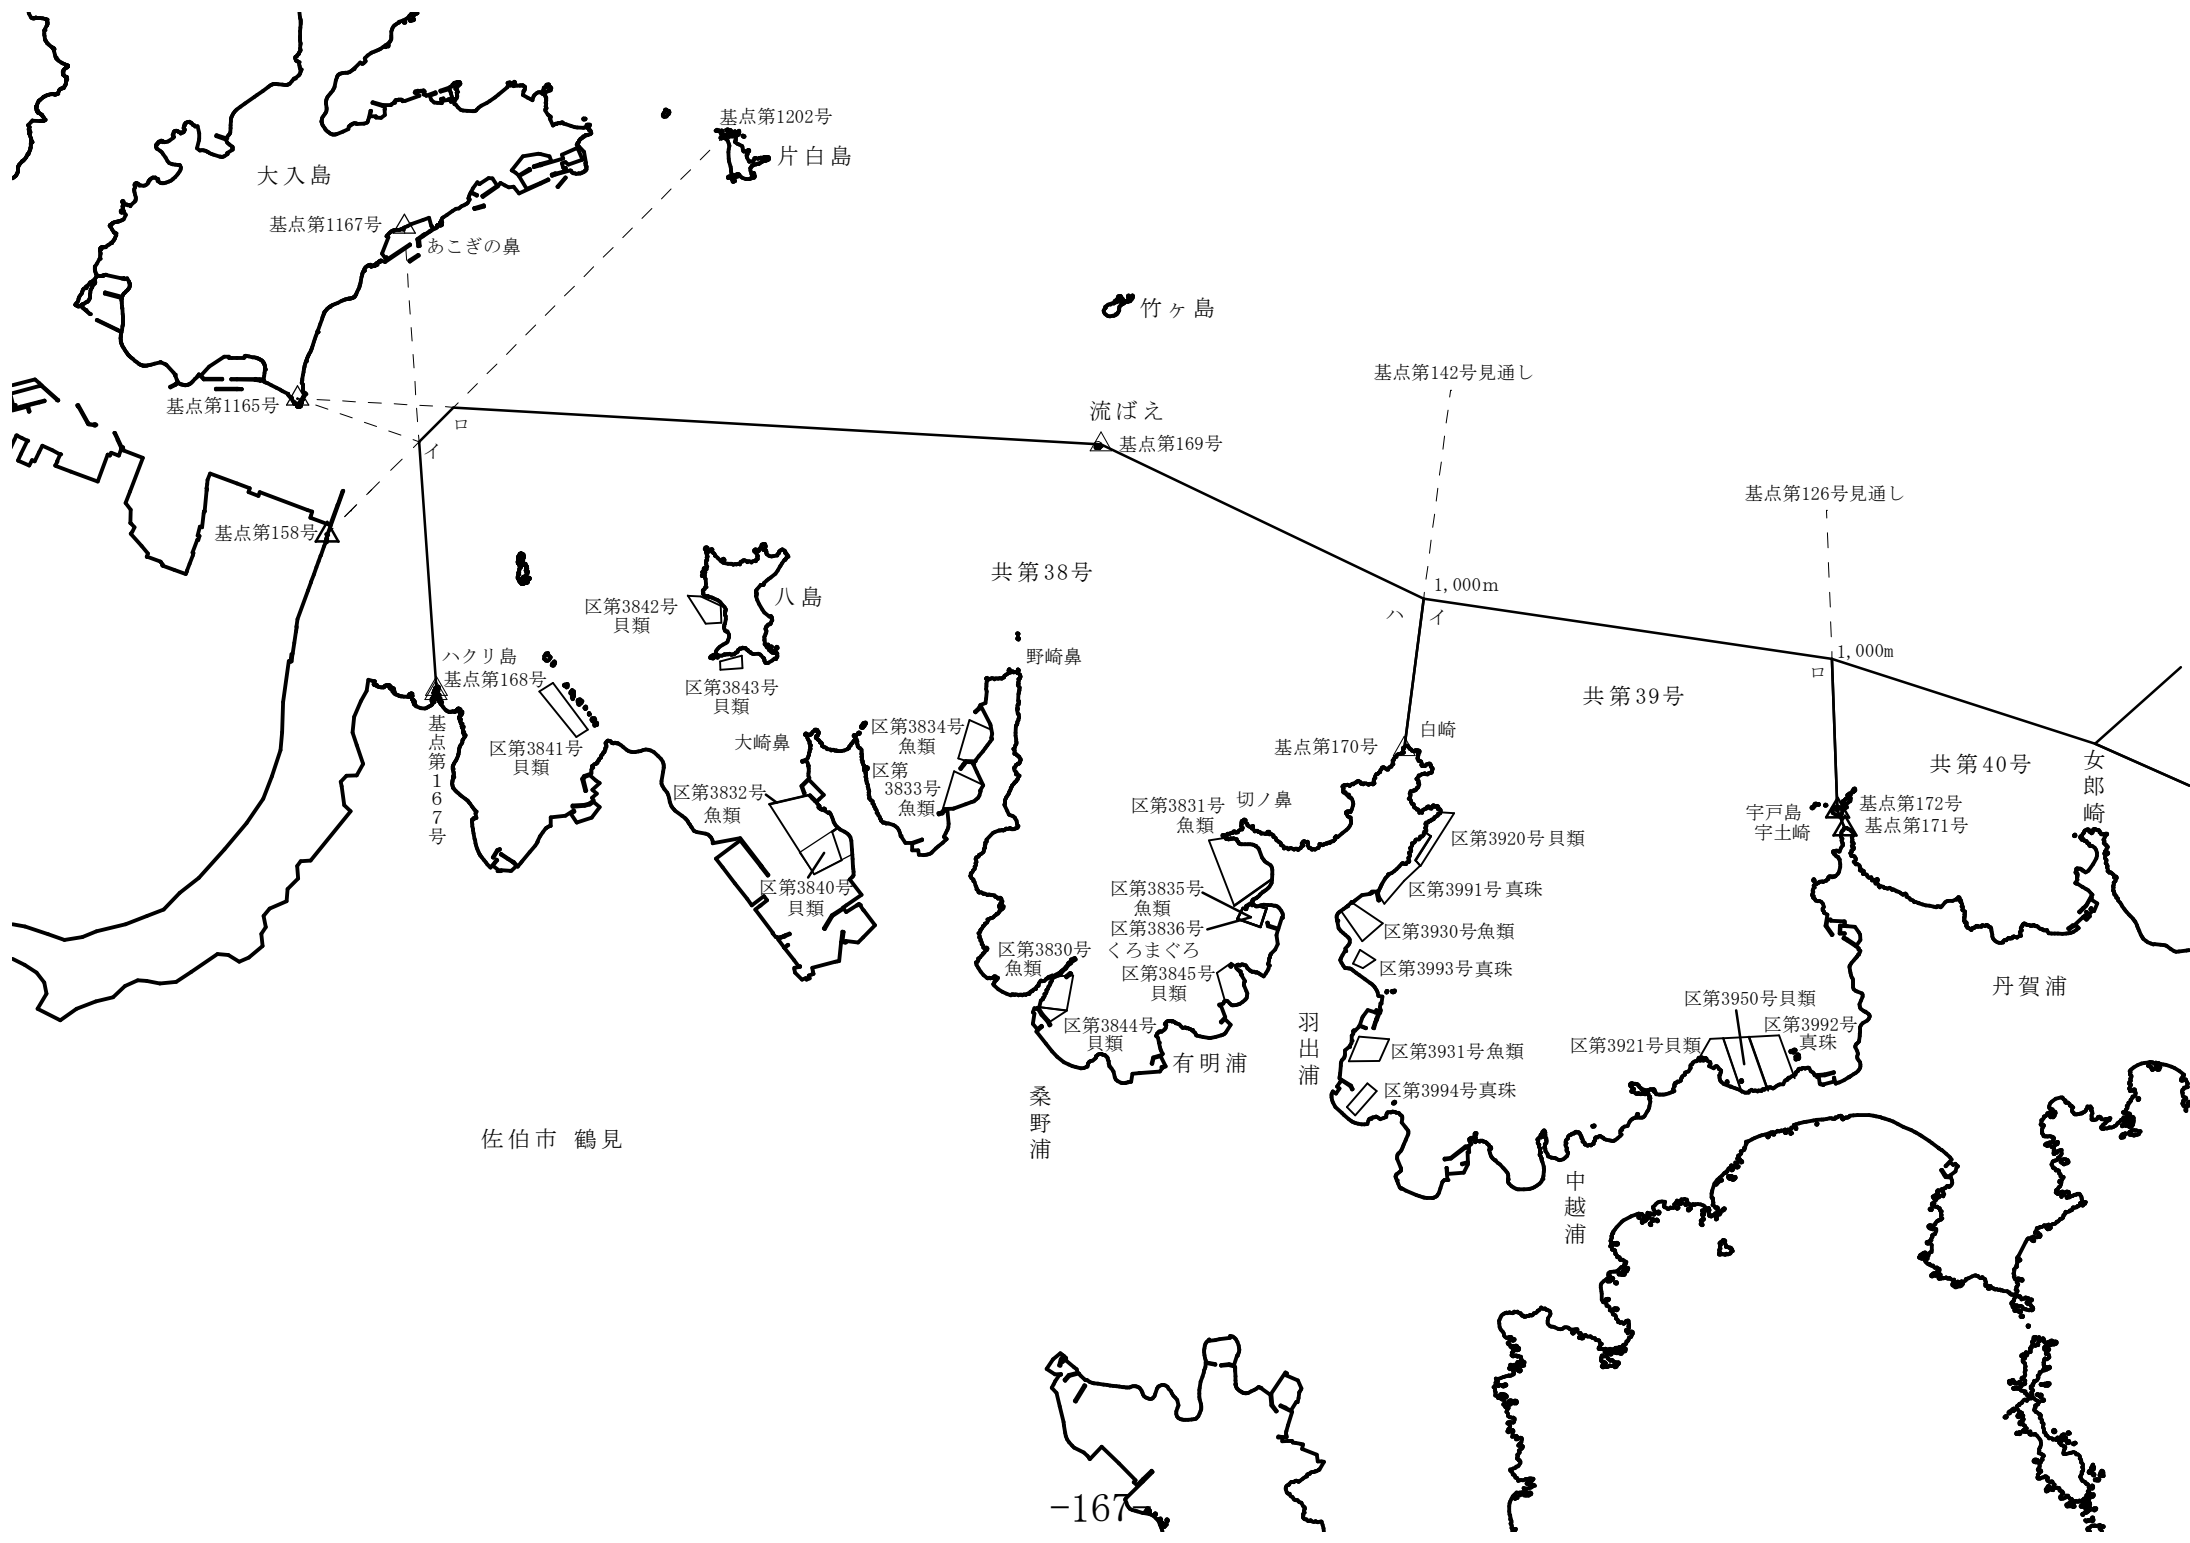 基点第1202号
片白島
大入島
基点第1167号
あこぎの鼻
竹ヶ島
基点第142号見通し
基点第1165号
ロ
流ばえ
イ
基点第169号
基点第126号見通し
基点第158号
共第38号
1,000m
八島
区第3842号
貝類
ハ
イ
ハクリ島
基点第168号
野崎鼻
1,000m
ロ
区第3843号
貝類
共第39号
基点第167号
区第3834号
魚類
白崎
大崎鼻
区第3841号
貝類
基点第170号
区第
3833号
魚類
共第40号
女郎崎
区第3832号
魚類
区第3831号
魚類
切ノ鼻
宇戸島
宇土崎
基点第172号
基点第171号
区第3920号貝類
区第3840号
貝類
区第3835号
魚類
区第3991号真珠
区第3836号
くろまぐろ
区第3930号魚類
区第3830号
魚類
区第3845号
貝類
区第3993号真珠
丹賀浦
区第3950号貝類
区第3844号
貝類
羽出浦
区第3992号
真珠
区第3921号貝類
区第3931号魚類
有明浦
区第3994号真珠
桑野浦
佐伯市 鶴見
中越浦
-167-